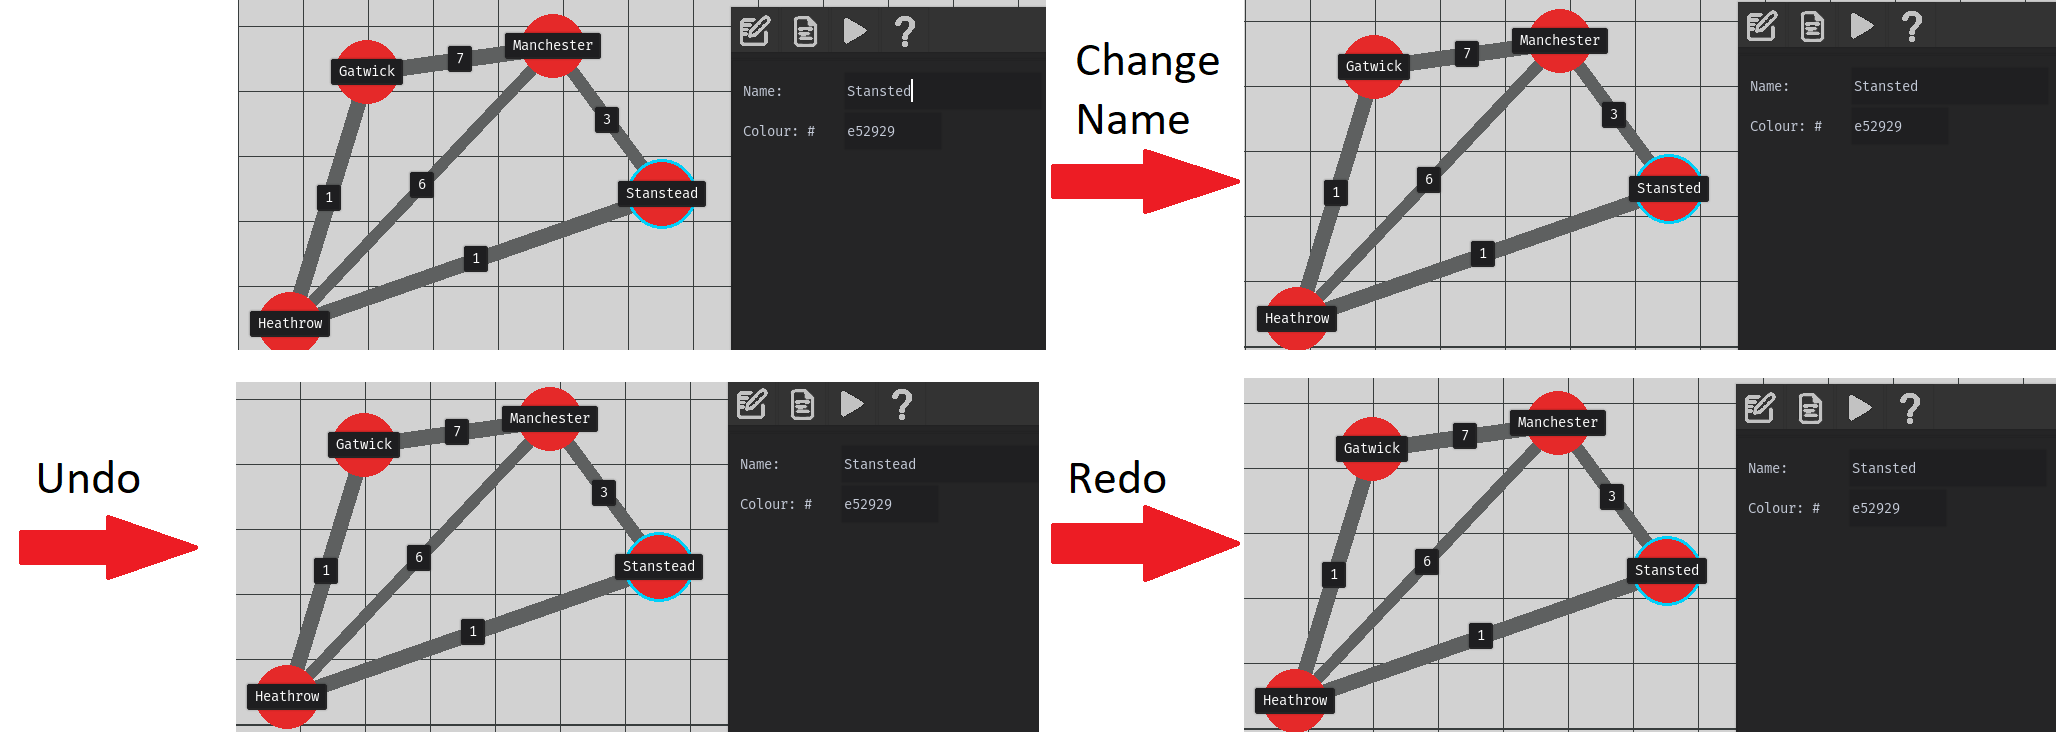 Manchester
7
Gatwick
3
6
1
Stanstead
1
Heathrow
?
Name: Stansted
Colour: # e52929
Change
Name
Manchester
7
Gatwick
3
6
1
Stansted
1
Heathrow
?
Name: Stansted
Colour: # e52929
Undo
Manchester
7
Gatwick
3
6
1
Stanstead
1
Heathrow
?
Name: Stanstead
Colour: # e52929
Redo
Manchester
7
Gatwick
3
6
1
Stansted
1
Heathrow
?
Name: Stansted
Colour: # e52929